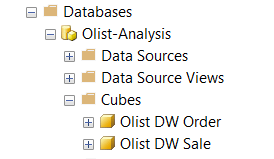 Databases
Olist-Analysis
Data Sources
Data Source Views
Cubes
Olist DW Order
Olist DW Sale